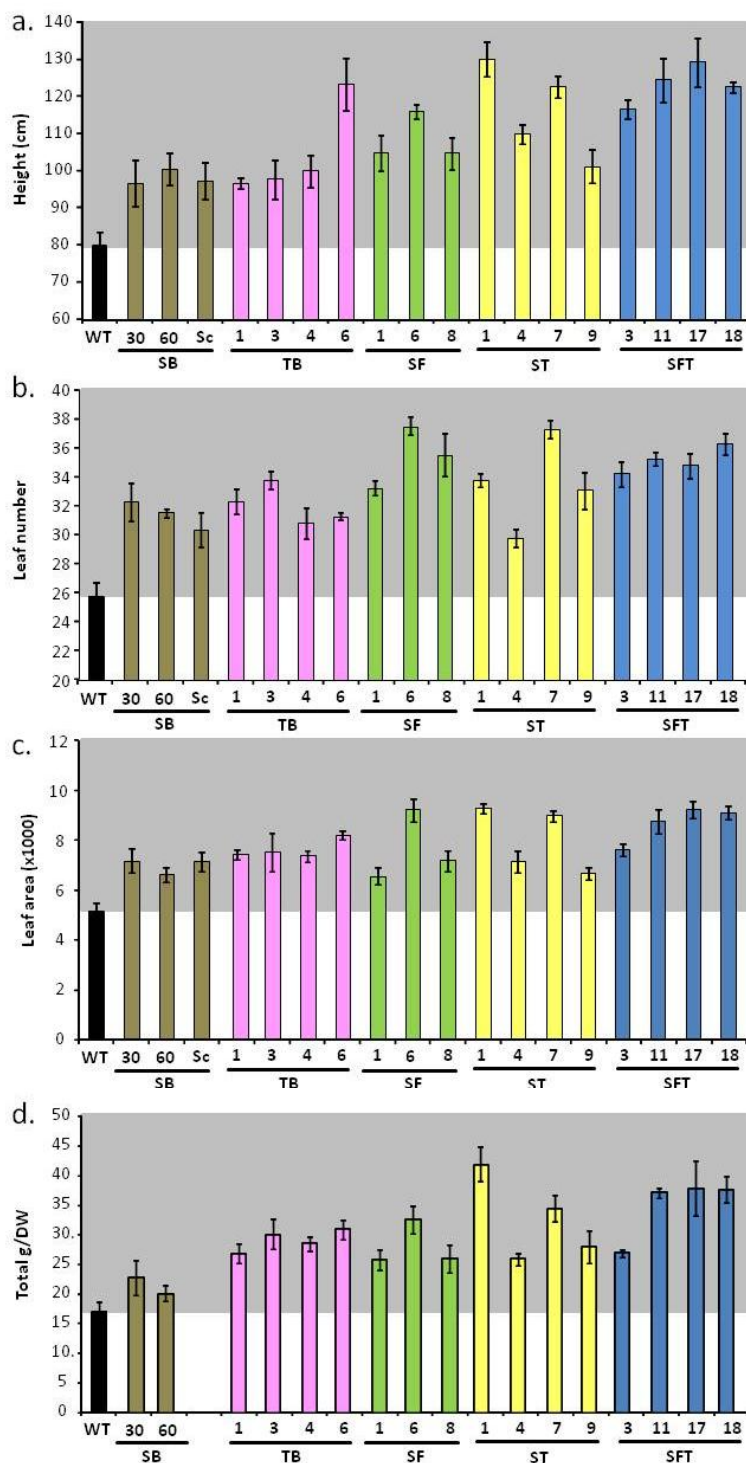 a.
Height (cm)
140
130
120
110
100
90
80
70
60
WT 30 60 Sc 1 3 4 6 1 6 8 1 4 7 9 3 11 17 18
SB TB SF ST SFT
b.
Leaf number
40
38
36
34
32
30
28
26
24
22
20
WT 30 60 Sc 1 3 4 6 1 6 8 1 4 7 9 3 11 17 18
SB TB SF ST SFT
c.
Leaf area (x1000)
12
10
8
6
4
2
0
WT 30 60 Sc 1 3 4 6 1 6 8 1 4 7 9 3 11 17 18
SB TB SF ST SFT
d.
Total g/DW
50
45
40
35
30.
25
20
15
10.
5
0
WT 30 60 1 3 4 6 1 6 8 1 4 7 9 3 11 17 18
SB TB SF ST SFT